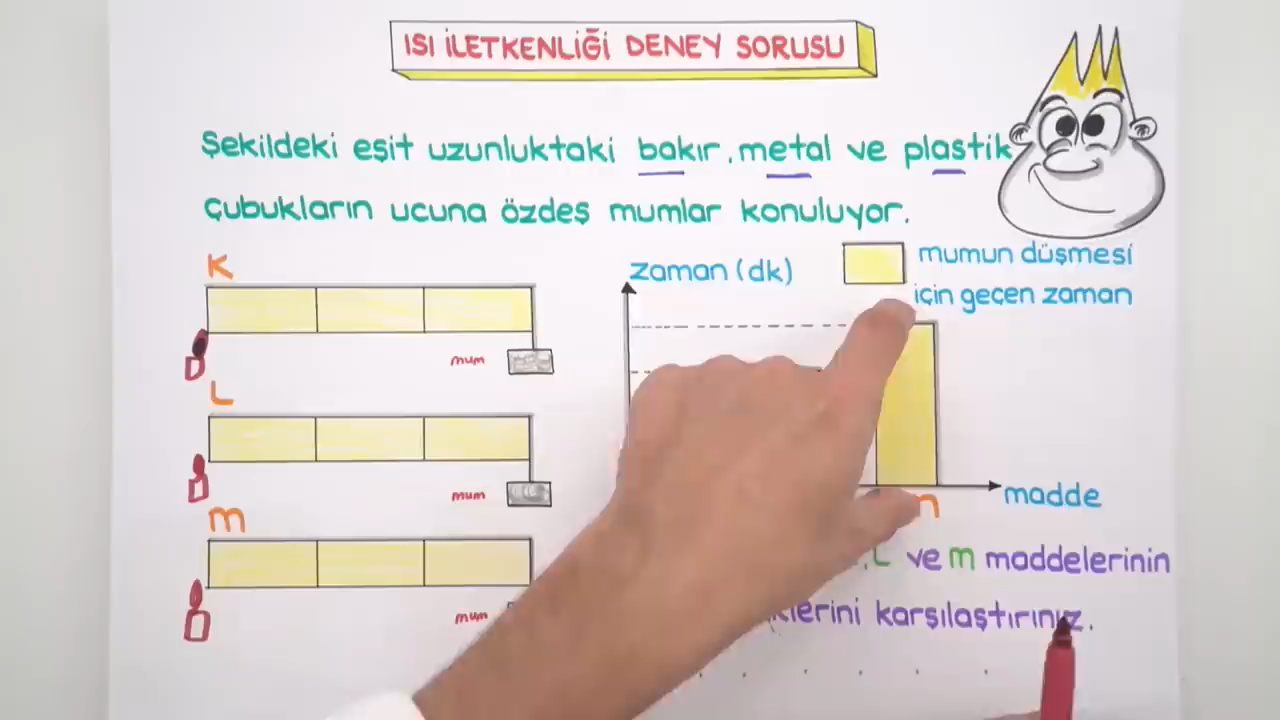 ISI İLETKENLİĞİ DENEY SORUSU
Şekildeki eşit uzunluktaki bakır, metal ve plastik
çubukların ucuna özdeş mumlar konuluyor.
K
mum
L
mum
m
mum
zaman (dk)
mumun düşmesi
için geçen zaman
madde
L ve m maddelerinin
karşılaştırınız.